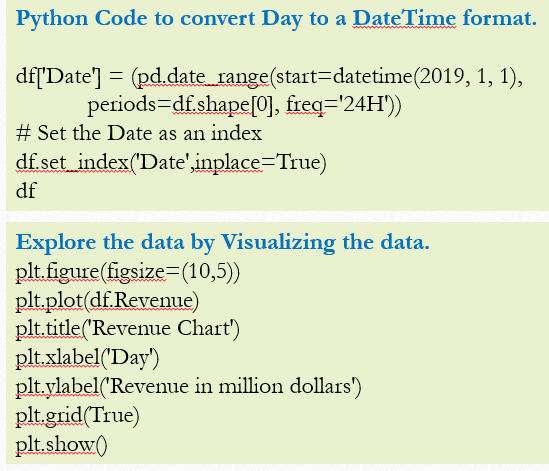 Python Code to convert Day to a DateTime format.
df['Date'] = (pd.date_range(start=datetime(2019, 1, 1),
periods=df.shape[0], freq='24H'))
# Set the Date as an index
df.set_index('Date',inplace=True)
df
Explore the data by Visualizing the data.
plt.figure(figsize=(10,5))
plt.plot(df.Revenue)
plt.title('Revenue Chart')
plt.xlabel('Day')
plt.ylabel('Revenue in million dollars')
plt.grid(True)
plt.show()